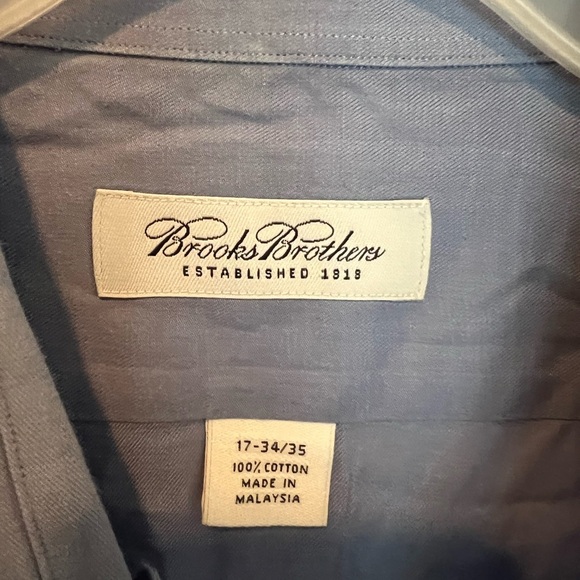 Brooks Brothers
ESTABLISHED 1818
17-34/35
100% COTTON
MADE IN
MALAYSIA